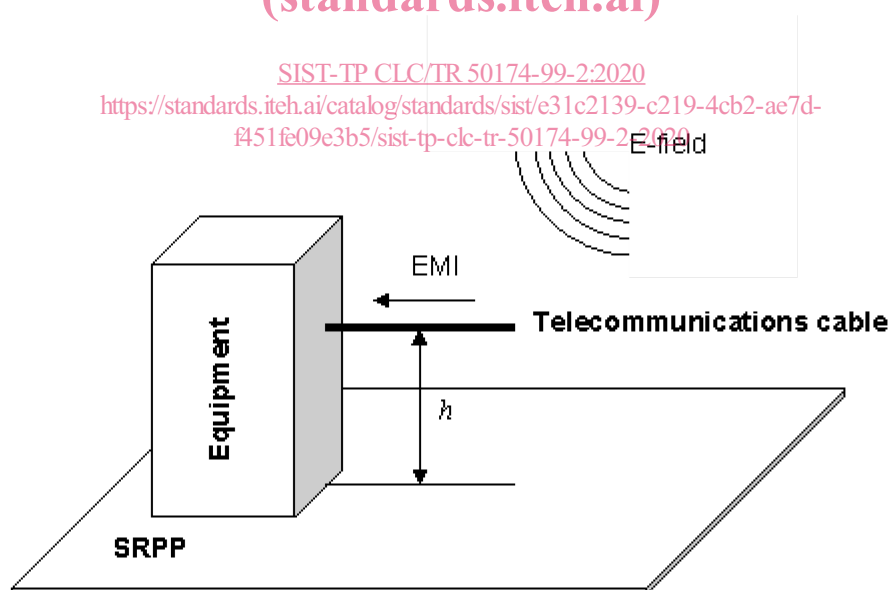 (standards.iteh.ai)
SIST-TP CLC/TR 50174-99-2:2020
https://standards.iteh.ai/catalog/standards/sist/e31c2139-c219-4cb2-ae7d-
f451fe09e3b5/sist-tp-clc-tr-50174-99-2-2020
E-field
EMI
Telecommunications cable
h
Equipment
SRPP